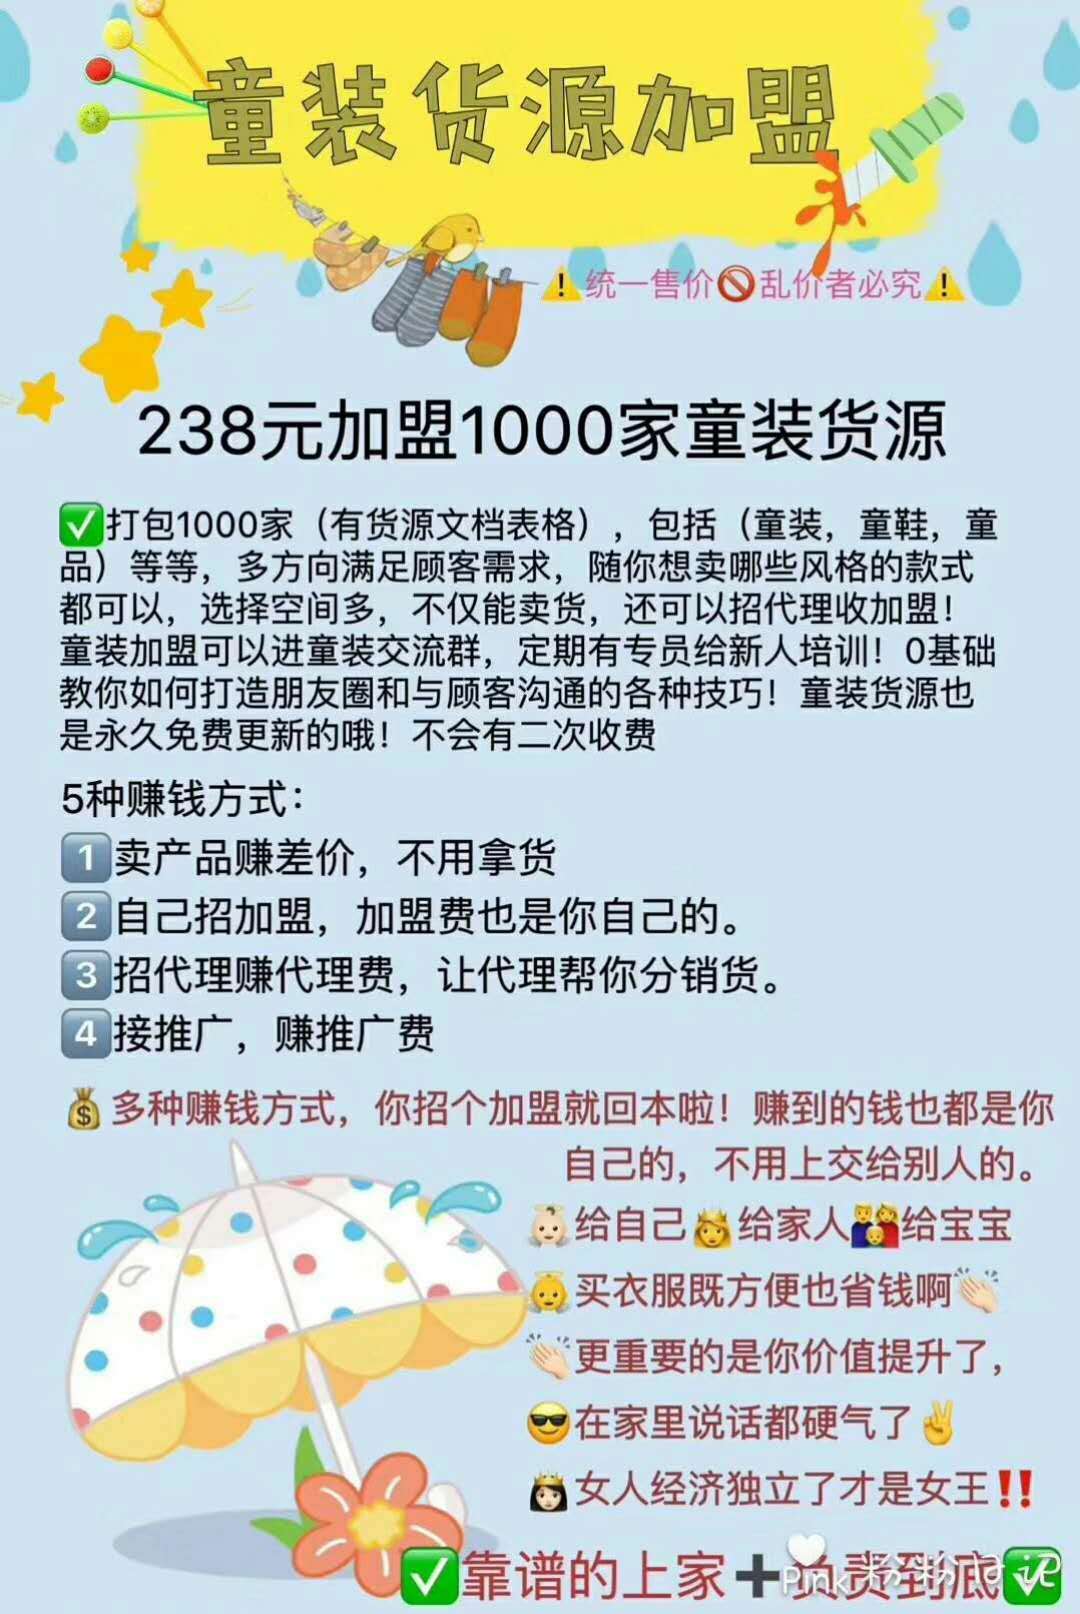 童装货源加盟
⚠️统一售价🚫乱价者必究⚠️
238元加盟1000家童装货源
✅打包1000家（有货源文档表格），包括（童装，童鞋，童
品）等等，多方向满足顾客需求，随你想卖哪些风格的款式
都可以，选择空间多，不仅能卖货，还可以招代理收加盟！
童装加盟可以进童装交流群，定期有专员给新人培训！0基础
教你如何打造朋友圈和与顾客沟通的各种技巧！童装货源也
是永久免费更新的哦！不会有二次收费
5种赚钱方式：
1️⃣卖产品赚差价，不用拿货
2️⃣自己招加盟，加盟费也是你自己的。
3️⃣招代理赚代理费，让代理帮你分销货。
4️⃣接推广，赚推广费
💰多种赚钱方式，你招个加盟就回本啦！赚到的钱也都是你
自己的，不用上交给别人的。
👶🏻给自己👸给家人👪给宝宝
👼买衣服既方便也省钱啊👏🏻
👏🏻更重要的是你价值提升了，
😎在家里说话都硬气了✌️
👸🏻女人经济独立了才是女王‼️
✅靠谱的上家➕负责到底✅
Pink 粉粉日记